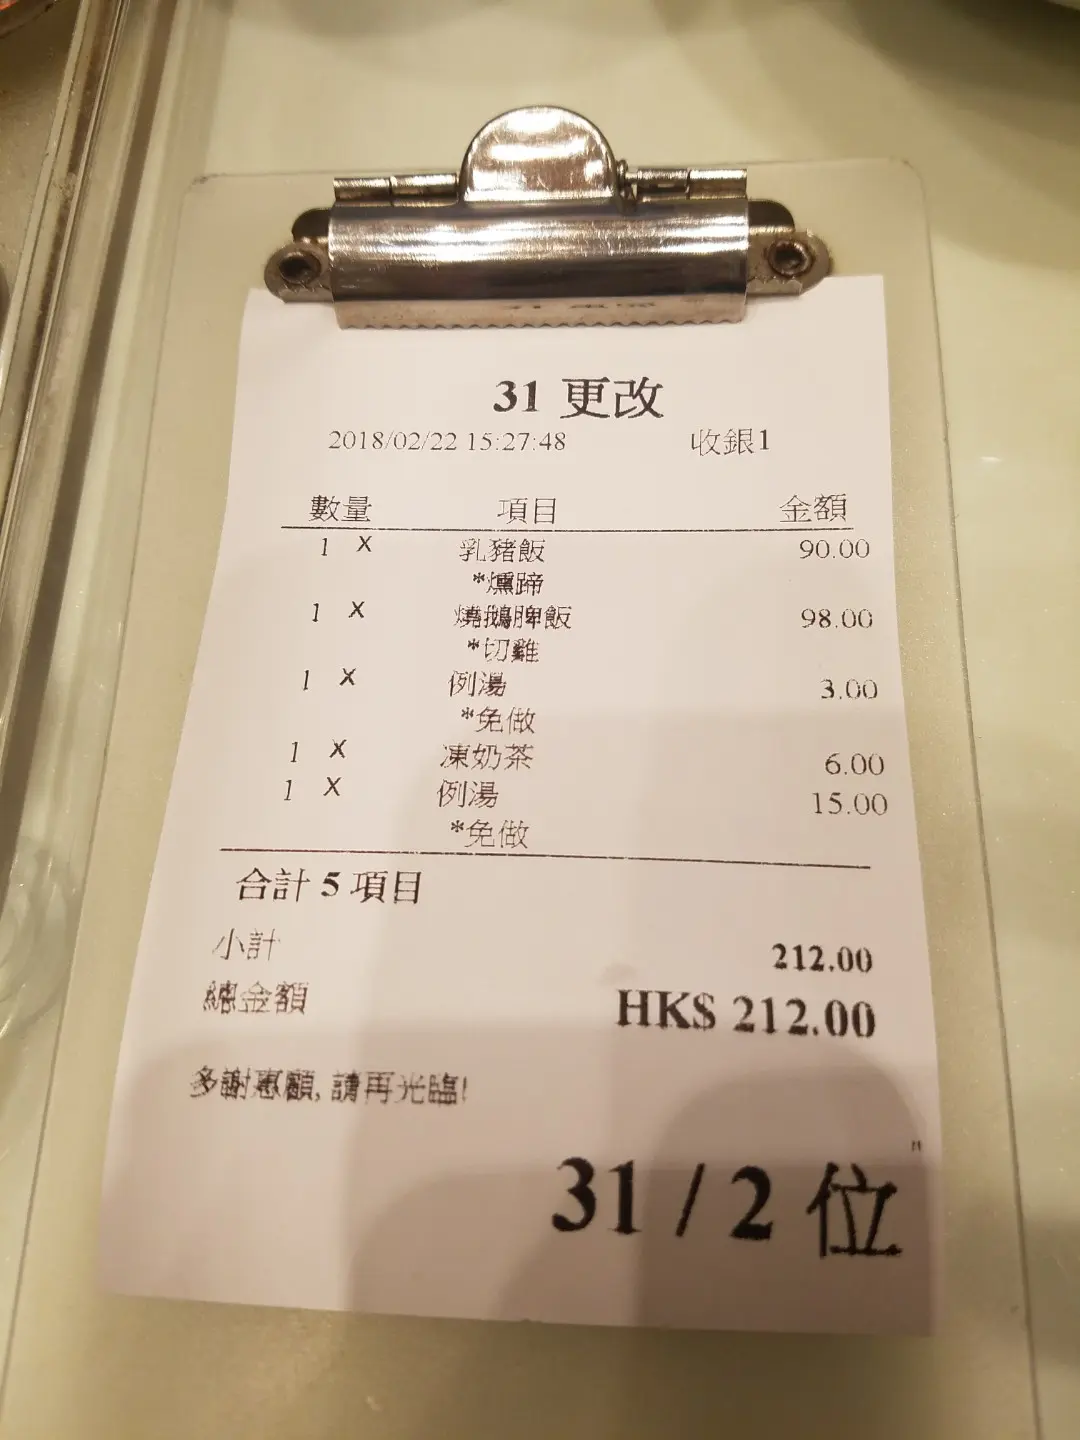 31 更改
2018/02/22 15:27:48 收銀1
數量 項目 金額
1 X 乳豬飯 90.00
*燻蹄
1 X 燒鵝脾飯 98.00
*切雞
1 X 例湯 3.00
*免做
1 X 凍奶茶 6.00
1 X 例湯 15.00
*免做
合計 5 項目
小計 212.00
總金額 HK$ 212.00
多謝惠顧, 請再光臨!
31 / 2 位